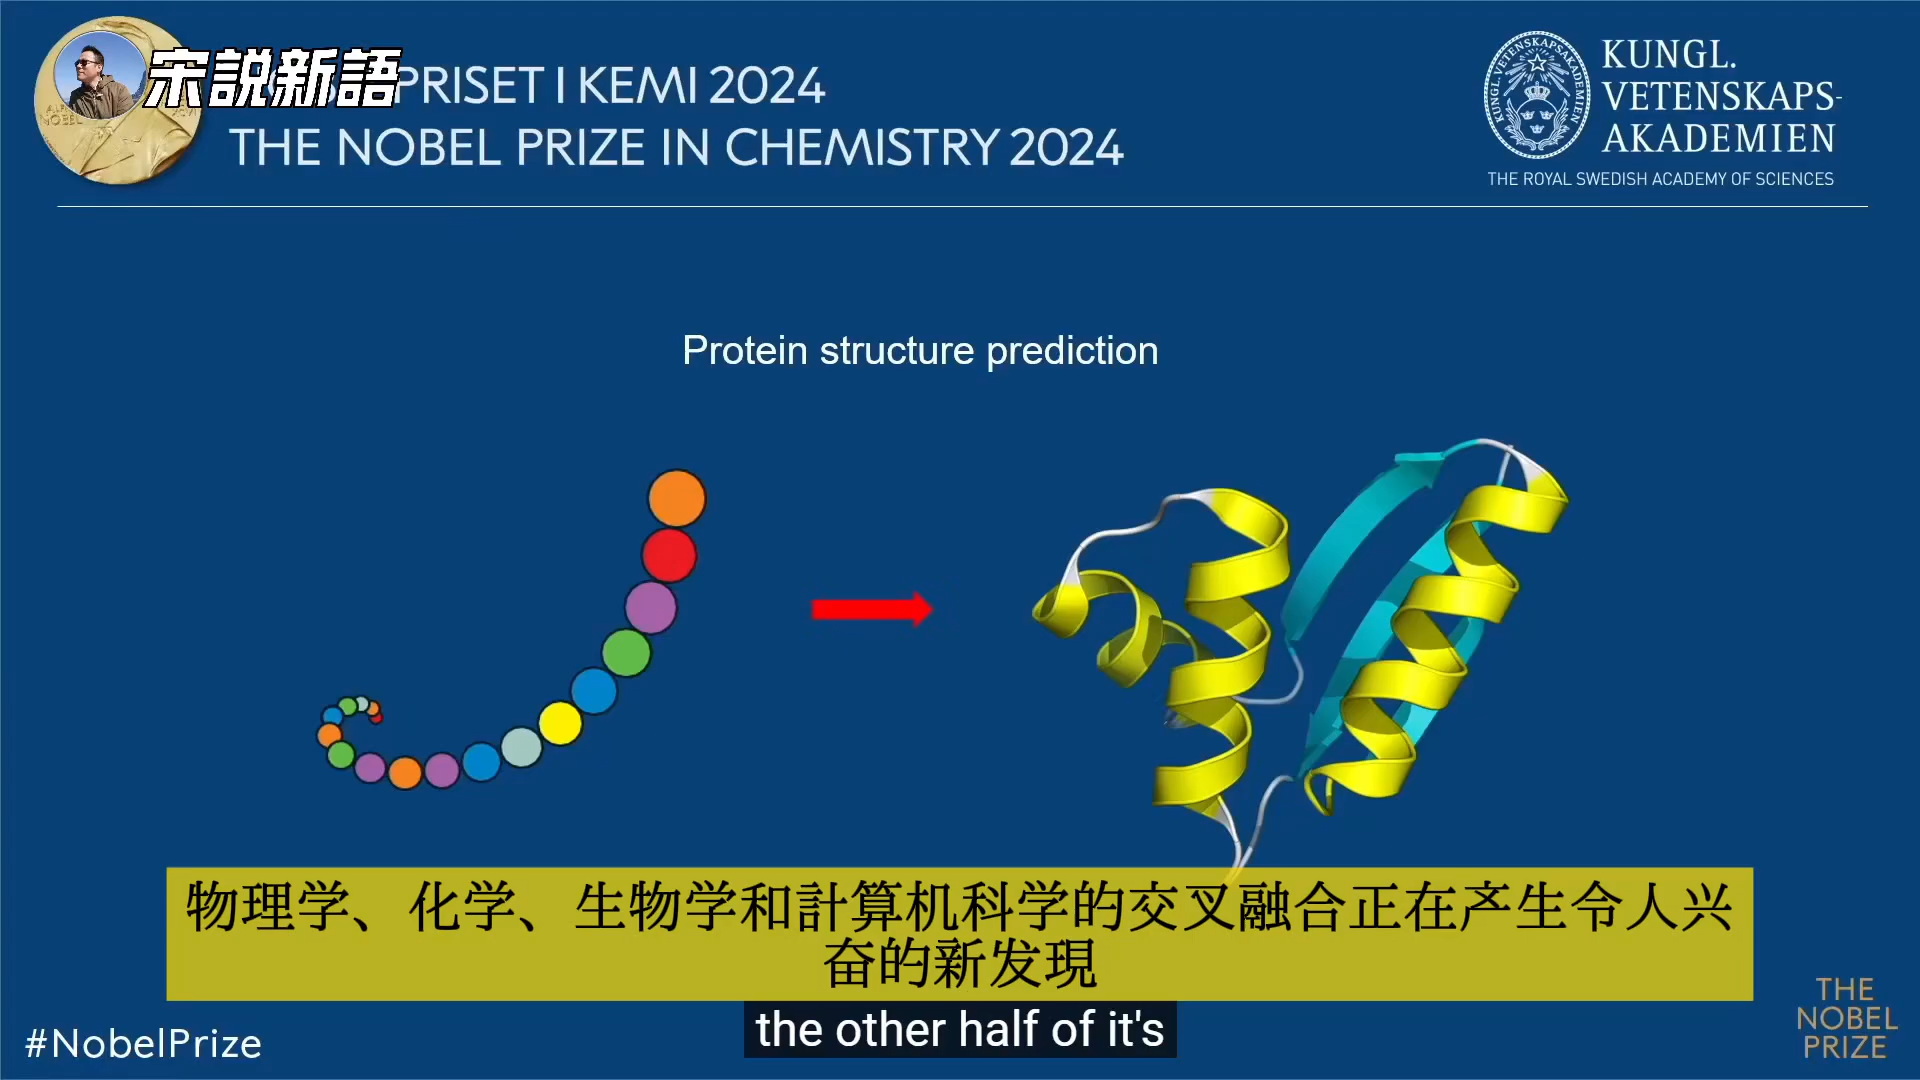 宋説新語
PRISET I KEMI 2024
THE NOBEL PRIZE IN CHEMISTRY 2024
KUNGL.
VETENSKAPS-
AKADEMIEN
THE ROYAL SWEDISH ACADEMY OF SCIENCES
Protein structure prediction
物理学、化学、生物学和計算机科学的交叉融合正在产生令人兴
奋的新发現
the other half of it's
#NobelPrize
THE
NOBEL
PRIZE